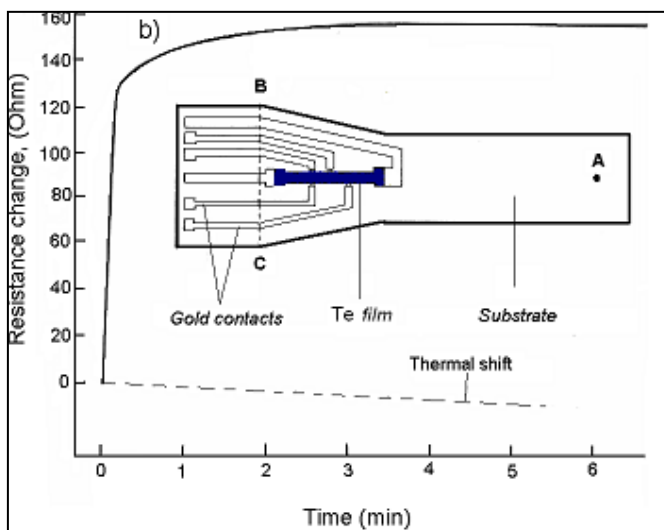 160
b)
140
B
120
100
A
80
60
C
Gold contacts
Te film
Substrate
40
20
Thermal shift
0
0 1 2 3 4 5 6
Time (min)
Resistance change, (Ohm)